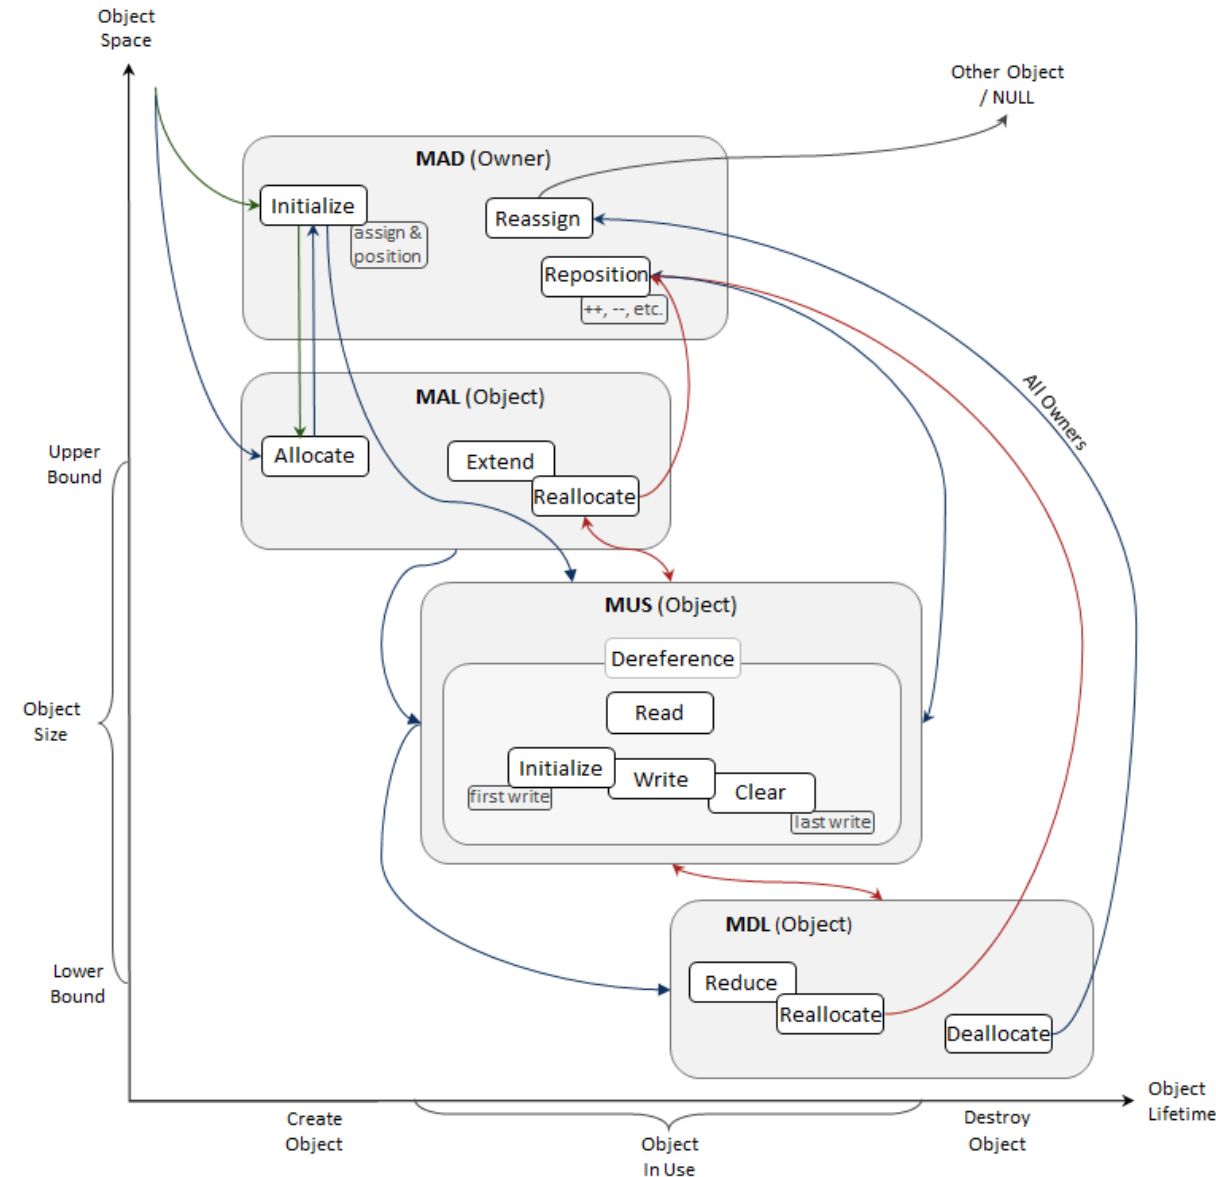 Object
Space
Other Object
/ NULL
MAD (Owner)
Initialize
assign &
position
Reassign
Reposition
++, --, etc.
All Owners
MAL (Object)
Upper
Bound
Allocate
Extend
Reallocate
MUS (Object)
Dereference
Read
Object
Size
Initialize
Write
Clear
first write
last write
MDL (Object)
Lower
Bound
Reduce
Reallocate
Deallocate
Object
Lifetime
Create
Object
Object
In Use
Destroy
Object